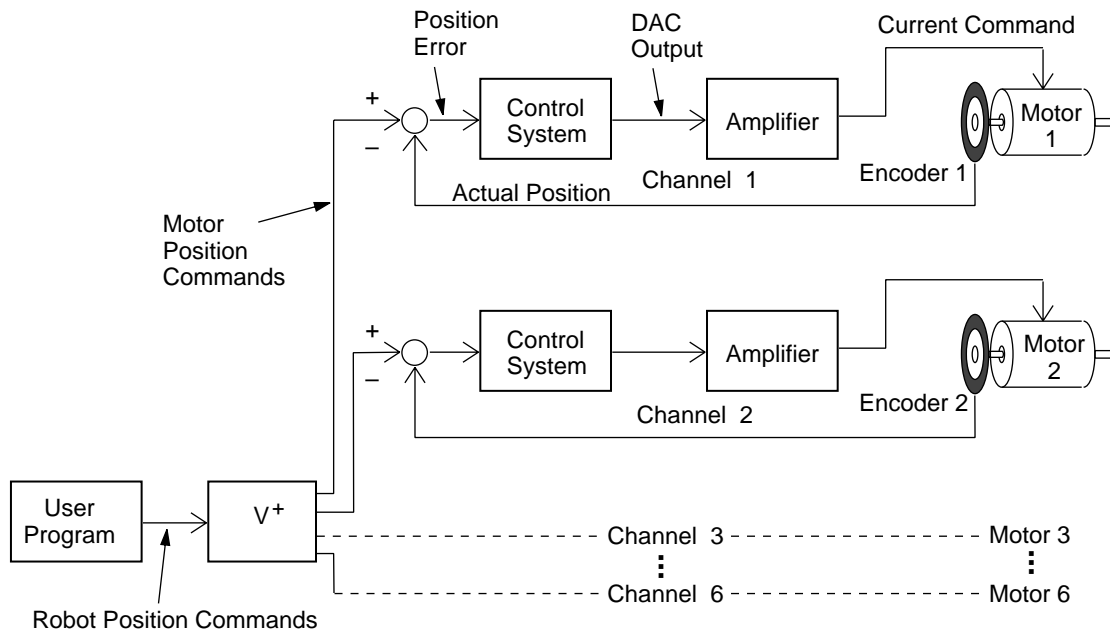 Position
Error
DAC
Output
Current Command
+
–
Control
System
Amplifier
Motor
1
Channel 1
Encoder 1
Actual Position
Motor
Position
Commands
+
–
Control
System
Amplifier
Motor
2
Channel 2
Encoder 2
User
Program
V+
Channel 3
Motor 3
Channel 6
Motor 6
Robot Position Commands